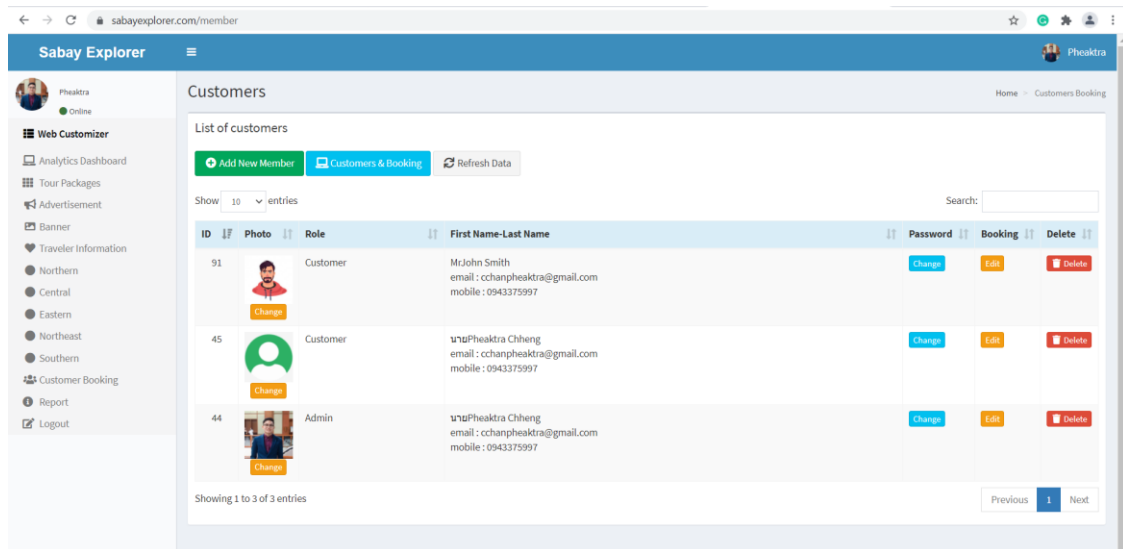 sabayexplorer.com/member
Sabay Explorer
Pheaktra
Pheaktra
Online
Web Customizer
Analytics Dashboard
Tour Packages
Advertisement
Banner
Traveler Information
Northern
Central
Eastern
Northeast
Southern
Customer Booking
Report
Logout
Customers
Home > Customers Booking
List of customers
Add New Member Customers & Booking Refresh Data
Show 10 entries Search:
ID Photo Role First Name-Last Name Password Booking Delete
91 Customer MrJohn Smith Change Edit Delete
email : cchanpheaktra@gmail.com
mobile : 0943375997
Change
45 Customer นายPheaktra Chheng Change Edit Delete
email : cchanpheaktra@gmail.com
mobile : 0943375997
Change
44 Admin นายPheaktra Chheng Change Edit Delete
email : cchanpheaktra@gmail.com
mobile : 0943375997
Change
Showing 1 to 3 of 3 entries Previous 1 Next